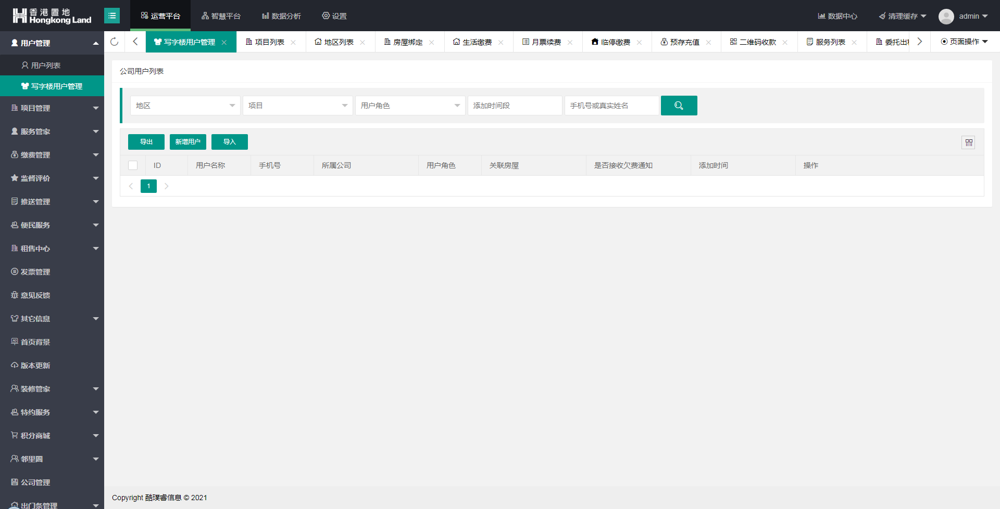 香港置地
Hongkong Land
运营平台 智慧平台 数据分析 设置
数据中心 清理缓存 admin
用户管理
写字楼用户管理 项目列表 地区列表 房屋绑定 生活缴费 月票续费 临停缴费 预存充值 二维码收款 服务列表 委托出 页面操作
用户列表
写字楼用户管理
项目管理
服务管家
缴费管理
监督评价
推送管理
便民服务
租售中心
发票管理
意见反馈
其它信息
首页背景
版本更新
装修管家
特约服务
积分商城
邻里圈
公司管理
出门条管理
公司用户列表
地区 项目 用户角色 添加时间段 手机号或真实姓名
导出 新增用户 导入
ID 用户名称 手机号 所属公司 用户角色 关联房屋 是否接收欠费通知 添加时间 操作
1
Copyright 酷璞睿信息 © 2021